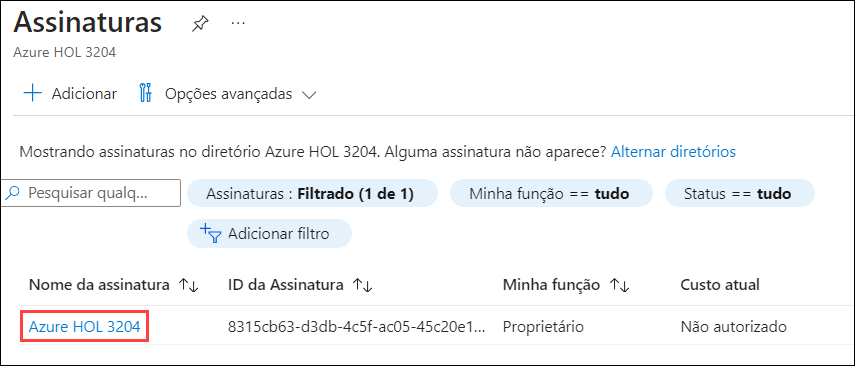 Assinaturas
Azure HOL 3204
Adicionar Opções avançadas
Mostrando assinaturas no diretório Azure HOL 3204. Alguma assinatura não aparece? Alternar diretórios
Pesquisar qualq... Assinaturas : Filtrado (1 de 1) Minha função == tudo Status == tudo
Adicionar filtro
Nome da assinatura ID da Assinatura Minha função Custo atual
Azure HOL 3204 8315cb63-d3db-4c5f-ac05-45c20e1... Proprietário Não autorizado